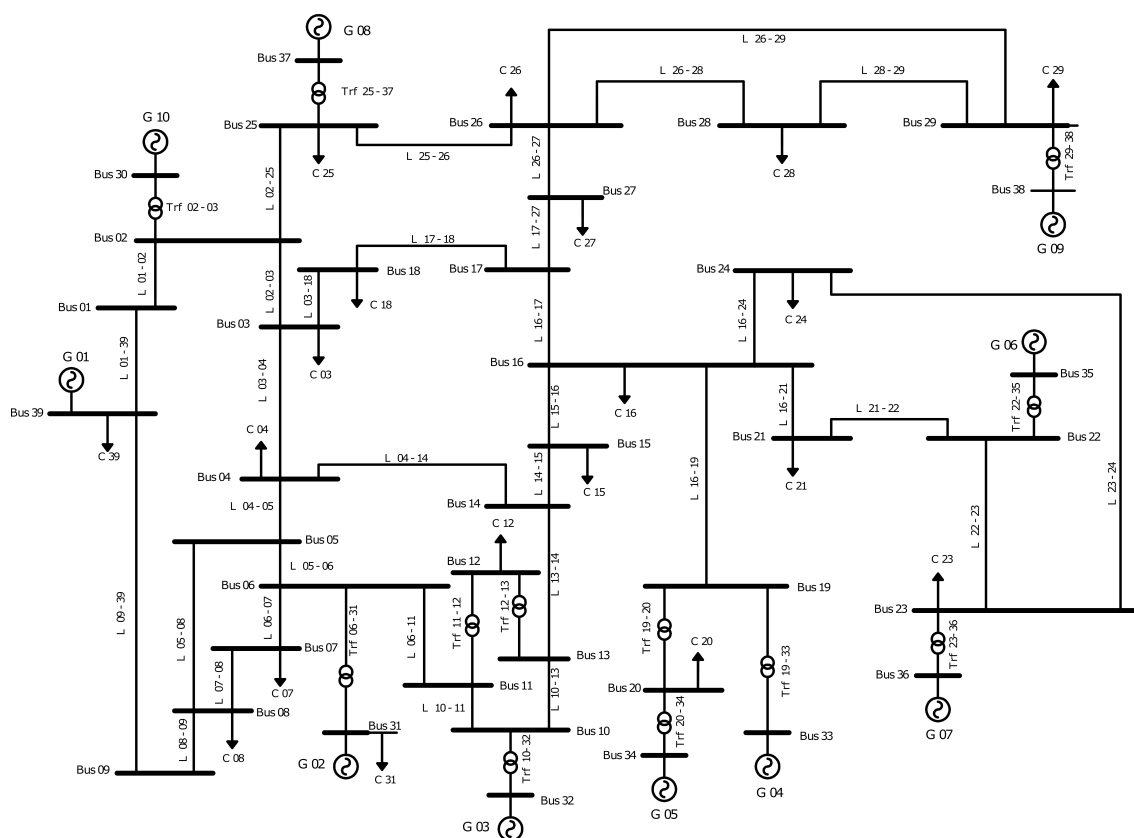 G 08
Bus 37
Trf 25 - 37
Bus 25
C 25
L 25 - 26
L 02 - 25
G 10
Bus 30
Trf 02 - 03
Bus 02
L 01 - 02
Bus 01
L 01 - 39
G 01
Bus 39
C 39
L 09 - 39
C 26
Bus 26
L 26 - 29
L 26 - 28
L 28 - 29
Bus 28
C 28
C 29
Bus 29
Trf 29 - 38
Bus 38
G 09
L 26 - 27
Bus 27
C 27
L 17 - 27
L 17 - 18
Bus 18
C 18
Bus 17
L 02 - 03
L 03 - 18
Bus 03
C 03
L 03 - 04
L 16 - 17
Bus 24
C 24
L 16 - 24
Bus 16
C 16
L 16 - 21
L 15 - 16
G 06
Bus 35
Trf 22 - 35
L 21 - 22
Bus 21
C 21
Bus 22
L 23 - 24
L 22 - 23
C 04
Bus 04
L 04 - 14
L 04 - 05
Bus 15
C 15
L 14 - 15
Bus 14
L 16 - 19
Bus 05
L 05 - 06
Bus 06
C 12
Bus 12
L 13 - 14
Trf 12 - 13
Trf 11 - 12
L 06 - 11
Trf 06 - 31
L 06 - 07
L 05 - 08
Bus 07
C 07
L 07 - 08
Bus 08
C 08
L 08 - 09
Bus 09
Bus 31
C 31
G 02
Bus 11
L 10 - 11
Bus 13
L 10 - 13
Bus 10
Trf 10 - 32
Bus 32
G 03
Bus 19
Trf 19 - 20
C 20
Bus 20
Trf 20 - 34
Bus 34
G 05
Trf 19 - 33
Bus 33
G 04
C 23
Bus 23
Trf 23 - 36
Bus 36
G 07